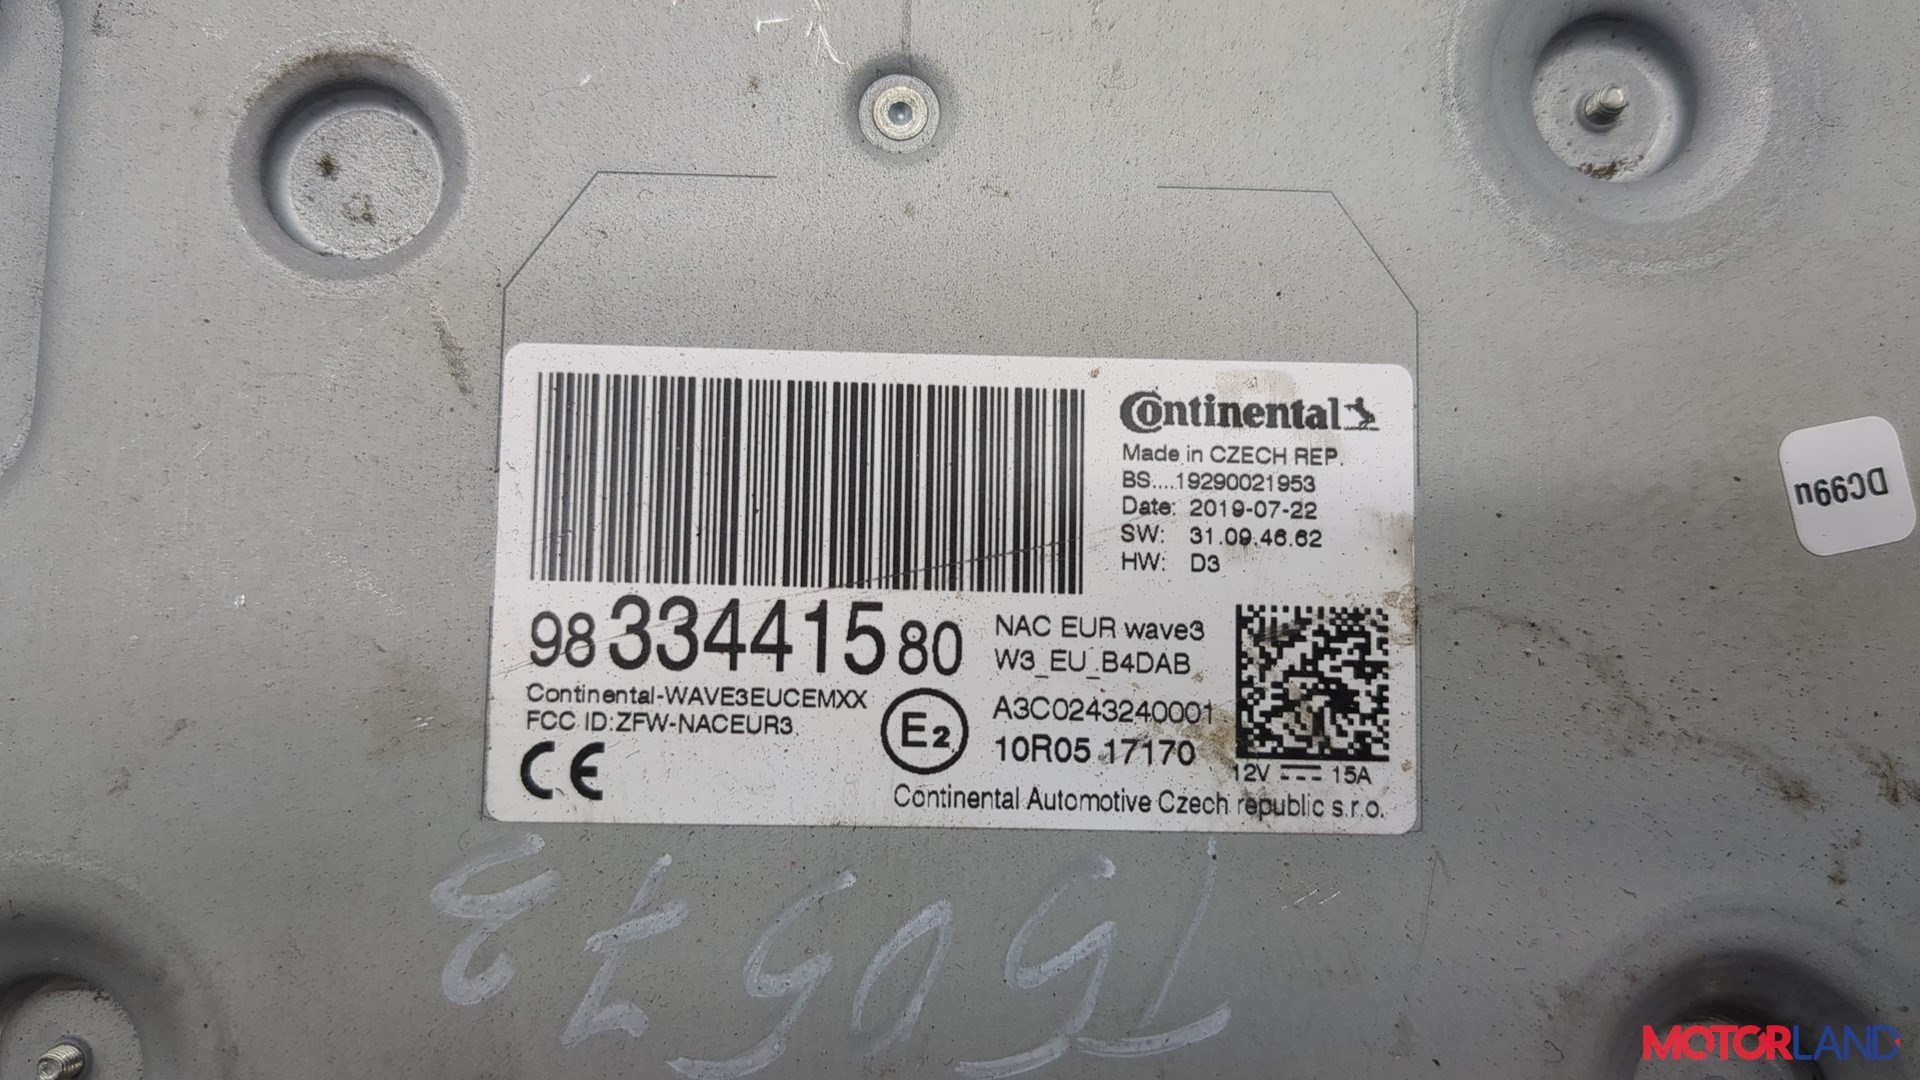 Continental
Made in CZECH REP.
BS....19290021953
Date: 2019-07-22
SW: 31.09.46.62
HW: D3
98 334415 80
NAC EUR wave3
W3_EU_B4DAB
Continental-WAVE3EUCEMXX
FCC ID:ZFW-NACEUR3
CE
E2
A3C0243240001
10R05 17170
12V 15A
Continental Automotive Czech republic s.r.o.
DC99u
750573
MOTORLAND